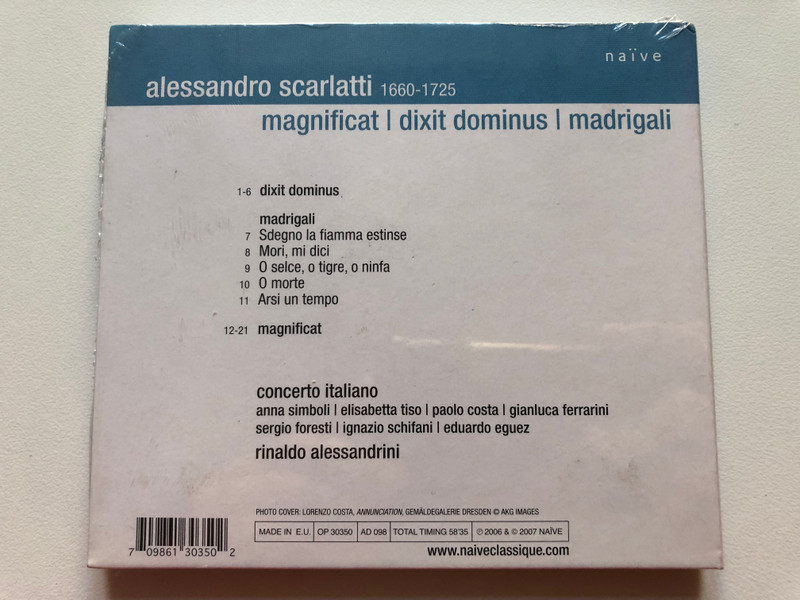 naïve
alessandro scarlatti 1660-1725
magnificat | dixit dominus | madrigali
1-6 dixit dominus
madrigali
7 Sdegno la fiamma estinse
8 Mori, mi dici
9 O selce, o tigre, o ninfa
10 O morte
11 Arsi un tempo
12-21 magnificat
concerto italiano
anna simboli | elisabetta tiso | paolo costa | gianluca ferrarini
sergio foresti | ignazio schifani | eduardo eguez
rinaldo alessandrini
PHOTO COVER: LORENZO COSTA, ANNUNCIATION, GEMÄLDEGALERIE DRESDEN © AKG IMAGES
MADE IN E.U. | OP 30350 | AD 098 | TOTAL TIMING 58'35 | ℗ 2006 & © 2007 NAÏVE
7 09861 30350 2
www.naiveclassique.com